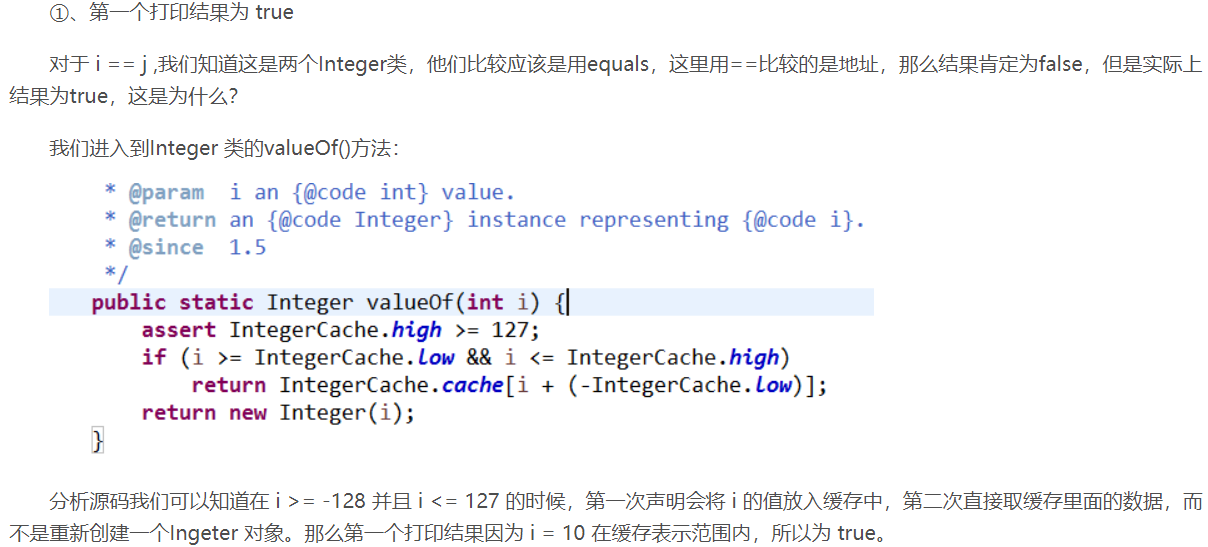 ①、第一个打印结果为 true
对于 i == j ,我们知道这是两个Integer类，他们比较应该是用equals，这里用==比较的是地址，那么结果肯定为false，但是实际上
结果为true，这是为什么？
我们进入到Integer 类的valueOf()方法：
* @param  i an {@code int} value.
* @return an {@code Integer} instance representing {@code i}.
* @since  1.5
*/
public static Integer valueOf(int i) {
assert IntegerCache.high >= 127;
if (i >= IntegerCache.low && i <= IntegerCache.high)
return IntegerCache.cache[i + (-IntegerCache.low)];
return new Integer(i);
}
分析源码我们可以知道在 i >= -128 并且 i <= 127 的时候，第一次声明会将 i 的值放入缓存中，第二次直接取缓存里面的数据，而
不是重新创建一个Ingeter 对象。那么第一个打印结果因为 i = 10 在缓存表示范围内，所以为 true。